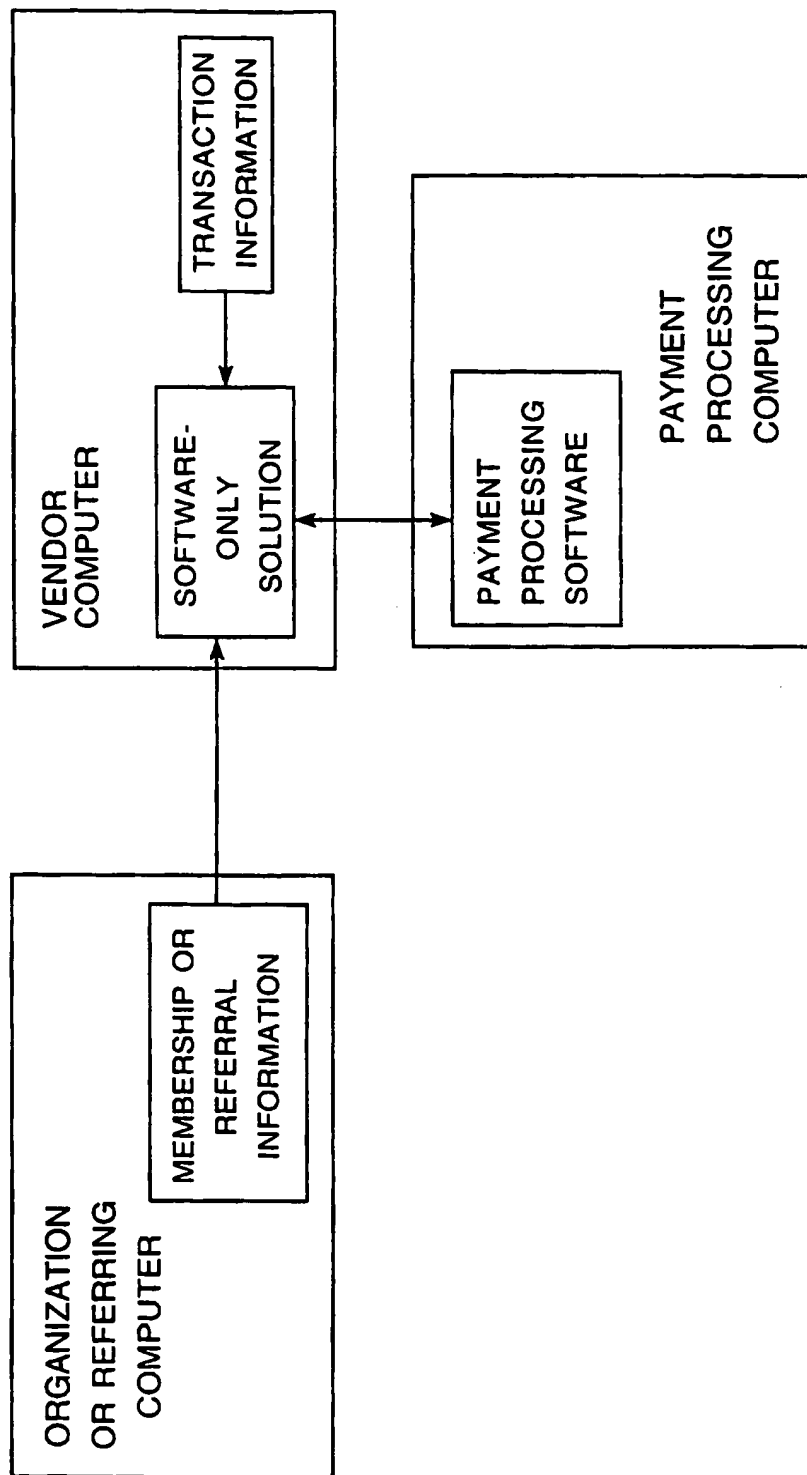 ORGANIZATION
OR REFERRING
COMPUTER
MEMBERSHIP OR
REFERRAL
INFORMATION
VENDOR
COMPUTER
SOFTWARE-
ONLY
SOLUTION
TRANSACTION
INFORMATION
PAYMENT
PROCESSING
SOFTWARE
PAYMENT
PROCESSING
COMPUTER